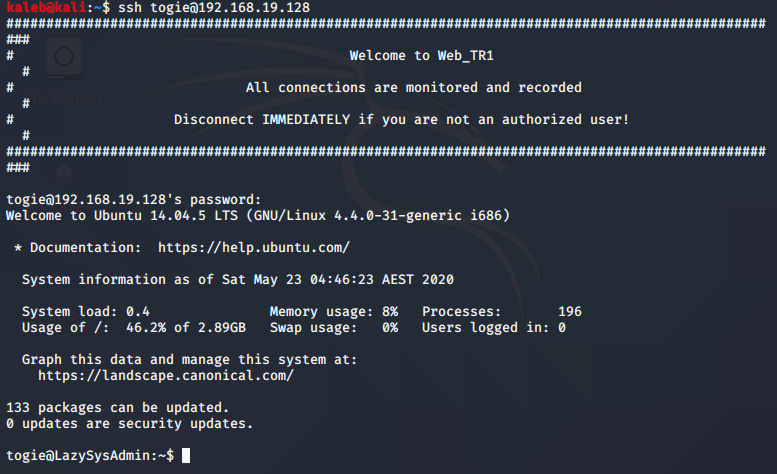 kaleb@kali:~$ ssh togie@192.168.19.128
###############################################################################################
###
#                                          Welcome to Web_TR1
  #
#                             All connections are monitored and recorded
  #
#                    Disconnect IMMEDIATELY if you are not an authorized user!
  #
###############################################################################################
###

togie@192.168.19.128's password:
Welcome to Ubuntu 14.04.5 LTS (GNU/Linux 4.4.0-31-generic i686)

 * Documentation:  https://help.ubuntu.com/

  System information as of Sat May 23 04:46:23 AEST 2020

  System load: 0.4               Memory usage: 8%   Processes:       196
  Usage of /:  46.2% of 2.89GB   Swap usage:   0%   Users logged in: 0

  Graph this data and manage this system at:
    https://landscape.canonical.com/

133 packages can be updated.
0 updates are security updates.

togie@LazySysAdmin:~$
File System